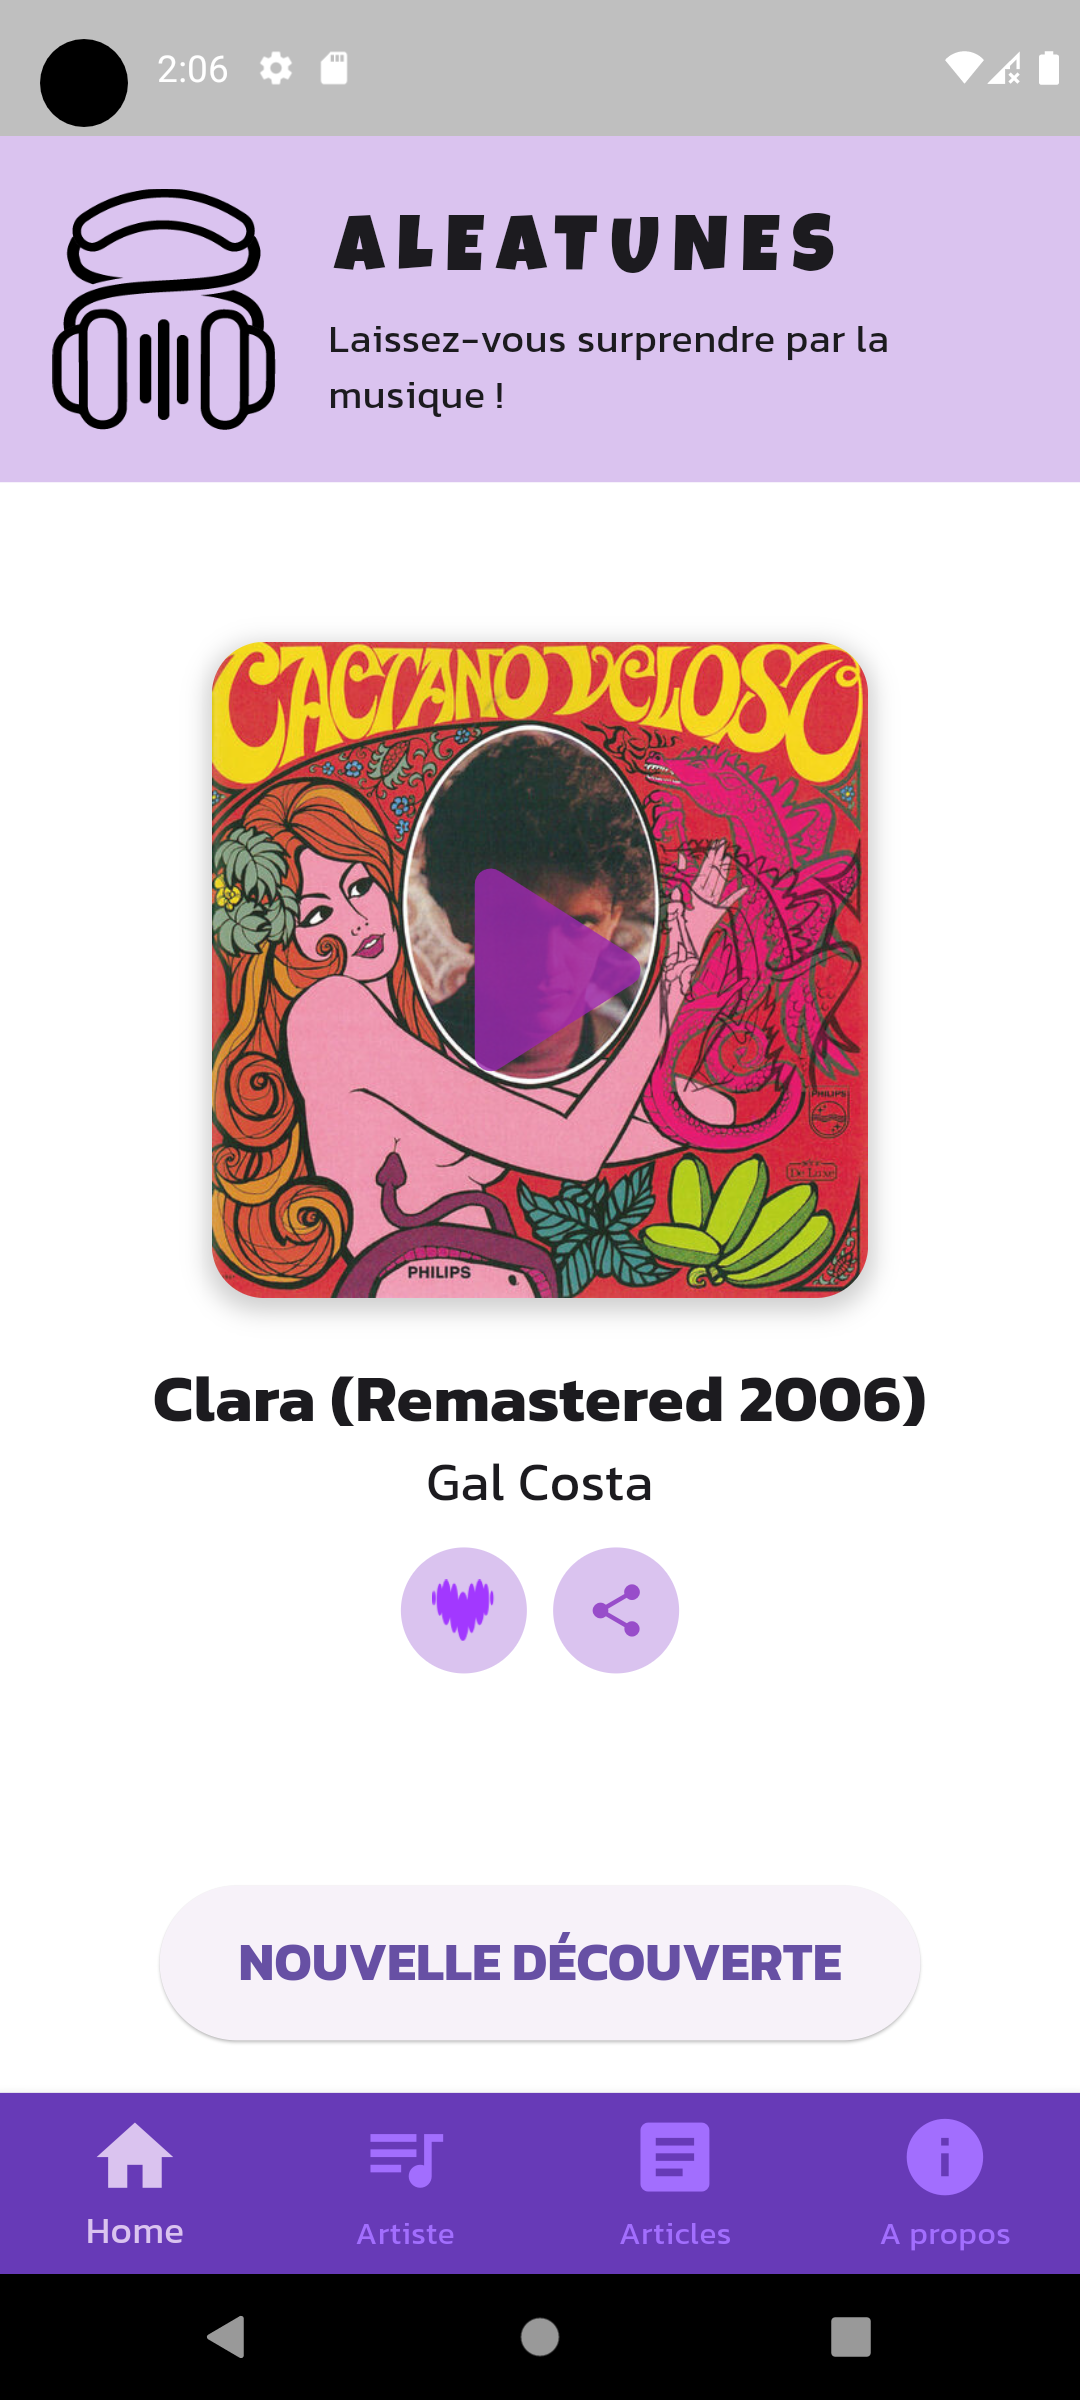 2:06
ALEATUNES
Laissez-vous surprendre par la
musique !
CAETANO VELOSO
PHILIPS
De Luxe
PHILIPS
Clara (Remastered 2006)
Gal Costa
NOUVELLE DÉCOUVERTE
Home
Artiste
Articles
A propos